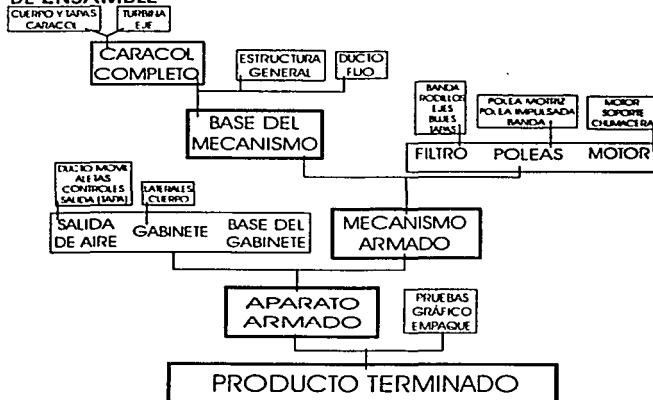 DE ENSAMBLE
CUERPO Y TAPAS
CARACOL
TURBINA
EJE
CARACOL
COMPLETO
ESTRUCTURA
GENERAL
DUCTO
FIJO
BASE DEL
MECANISMO
BANDA
RODILLOS
EJES
BUJES
TAPAS
POLEA MOTRIZ
POLEA IMPULSADA
BANDA
MOTOR
SOPORTE
CHUMACERA
FILTRO POLEAS MOTOR
DUCTO MOVIL
ALETAS
CONTROLES
SALIDA (TAPA)
LATERALES
CUERPO
SALIDA
DE AIRE
GABINETE
BASE DEL
GABINETE
MECANISMO
ARMADO
APARATO
ARMADO
PRUEBAS
GRÁFICO
EMPAQUE
PRODUCTO TERMINADO